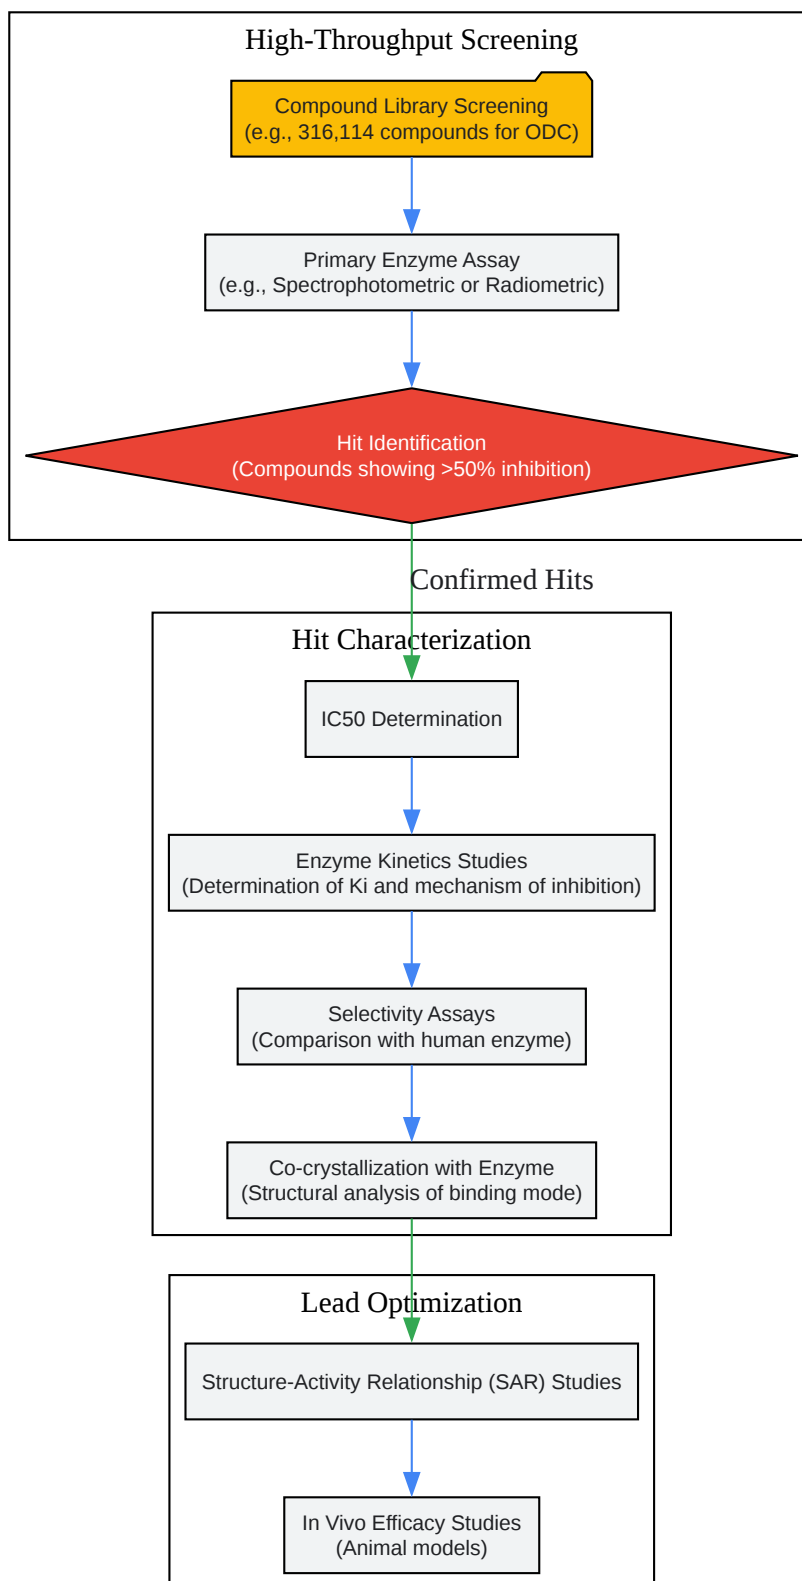 High-Throughput Screening
Compound Library Screening
(e.g., 316,114 compounds for ODC)
Primary Enzyme Assay
(e.g., Spectrophotometric or Radiometric)
Hit Identification
(Compounds showing >50% inhibition)
Confirmed Hits
Hit Characterization
IC50 Determination
Enzyme Kinetics Studies
(Determination of Ki and mechanism of inhibition)
Selectivity Assays
(Comparison with human enzyme)
Co-crystallization with Enzyme
(Structural analysis of binding mode)
Lead Optimization
Structure-Activity Relationship (SAR) Studies
In Vivo Efficacy Studies
(Animal models)